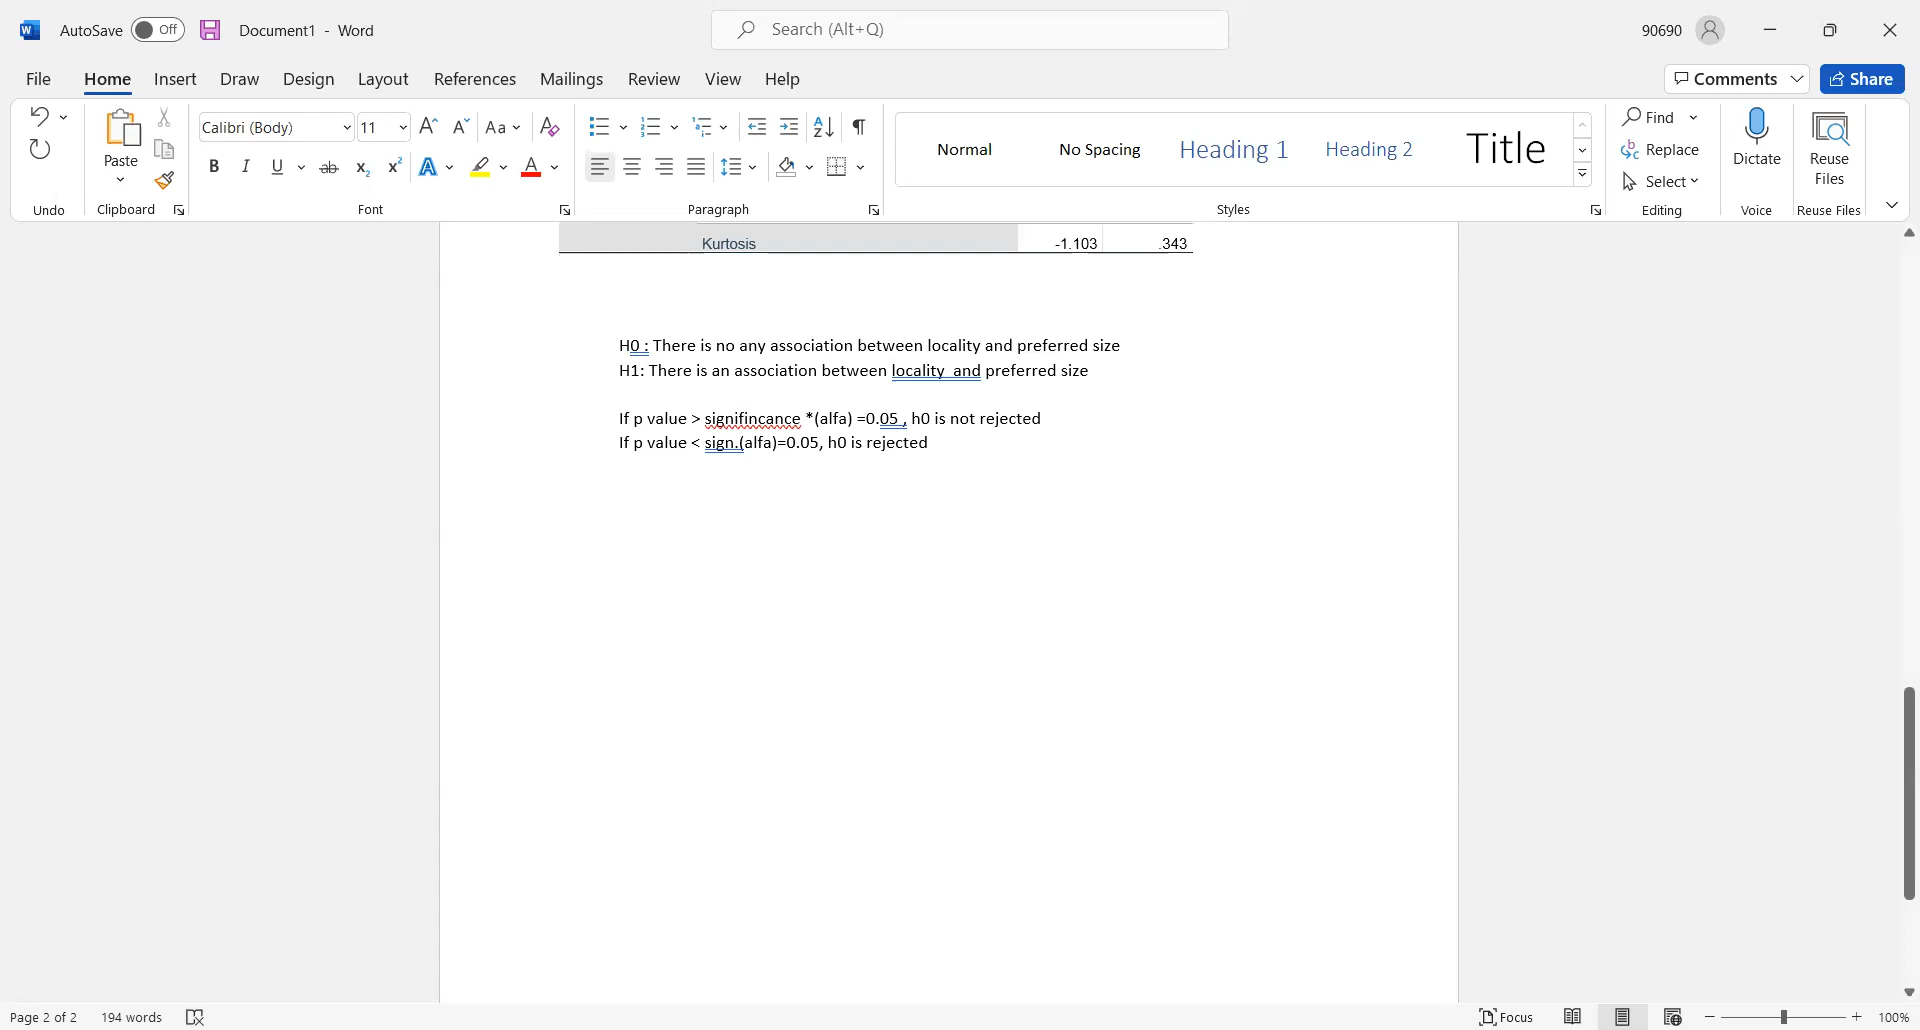 AutoSave Off Document1 - Word Search (Alt+Q) 90690
File Home Insert Draw Design Layout References Mailings Review View Help Comments Share
Calibri (Body) 11 Aa
Paste
B I U ab x₂ x² A A
Normal No Spacing Heading 1 Heading 2 Title
Find
Replace
Select
Dictate
Reuse
Files
Undo Clipboard Font Paragraph Styles Editing Voice Reuse Files
Kurtosis -1.103 .343
H0 : There is no any association between locality and preferred size
H1: There is an association between locality  and preferred size
If p value > signifincance *(alfa) =0.05 , h0 is not rejected
If p value < sign.(alfa)=0.05, h0 is rejected
Page 2 of 2 194 words Focus 100%